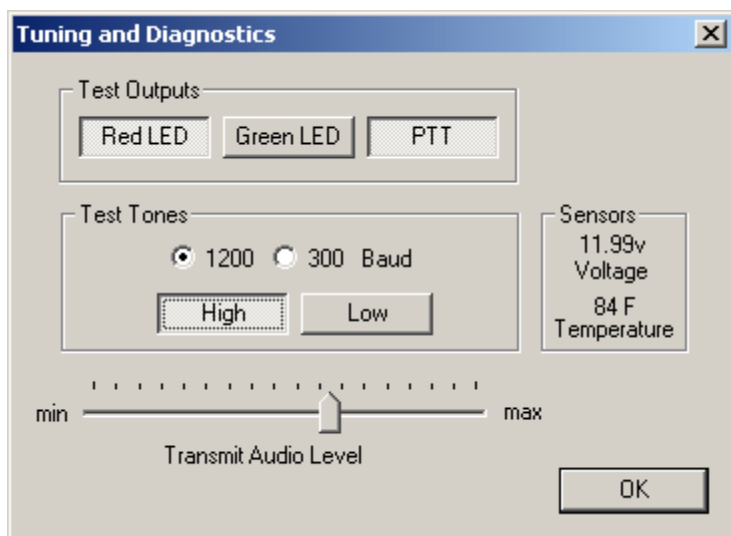 Tuning and Diagnostics
Test Outputs
Red LED
Green LED
PTT
Test Tones
1200 300 Baud
High
Low
Sensors
11.99v
Voltage
84 F
Temperature
min
max
Transmit Audio Level
OK